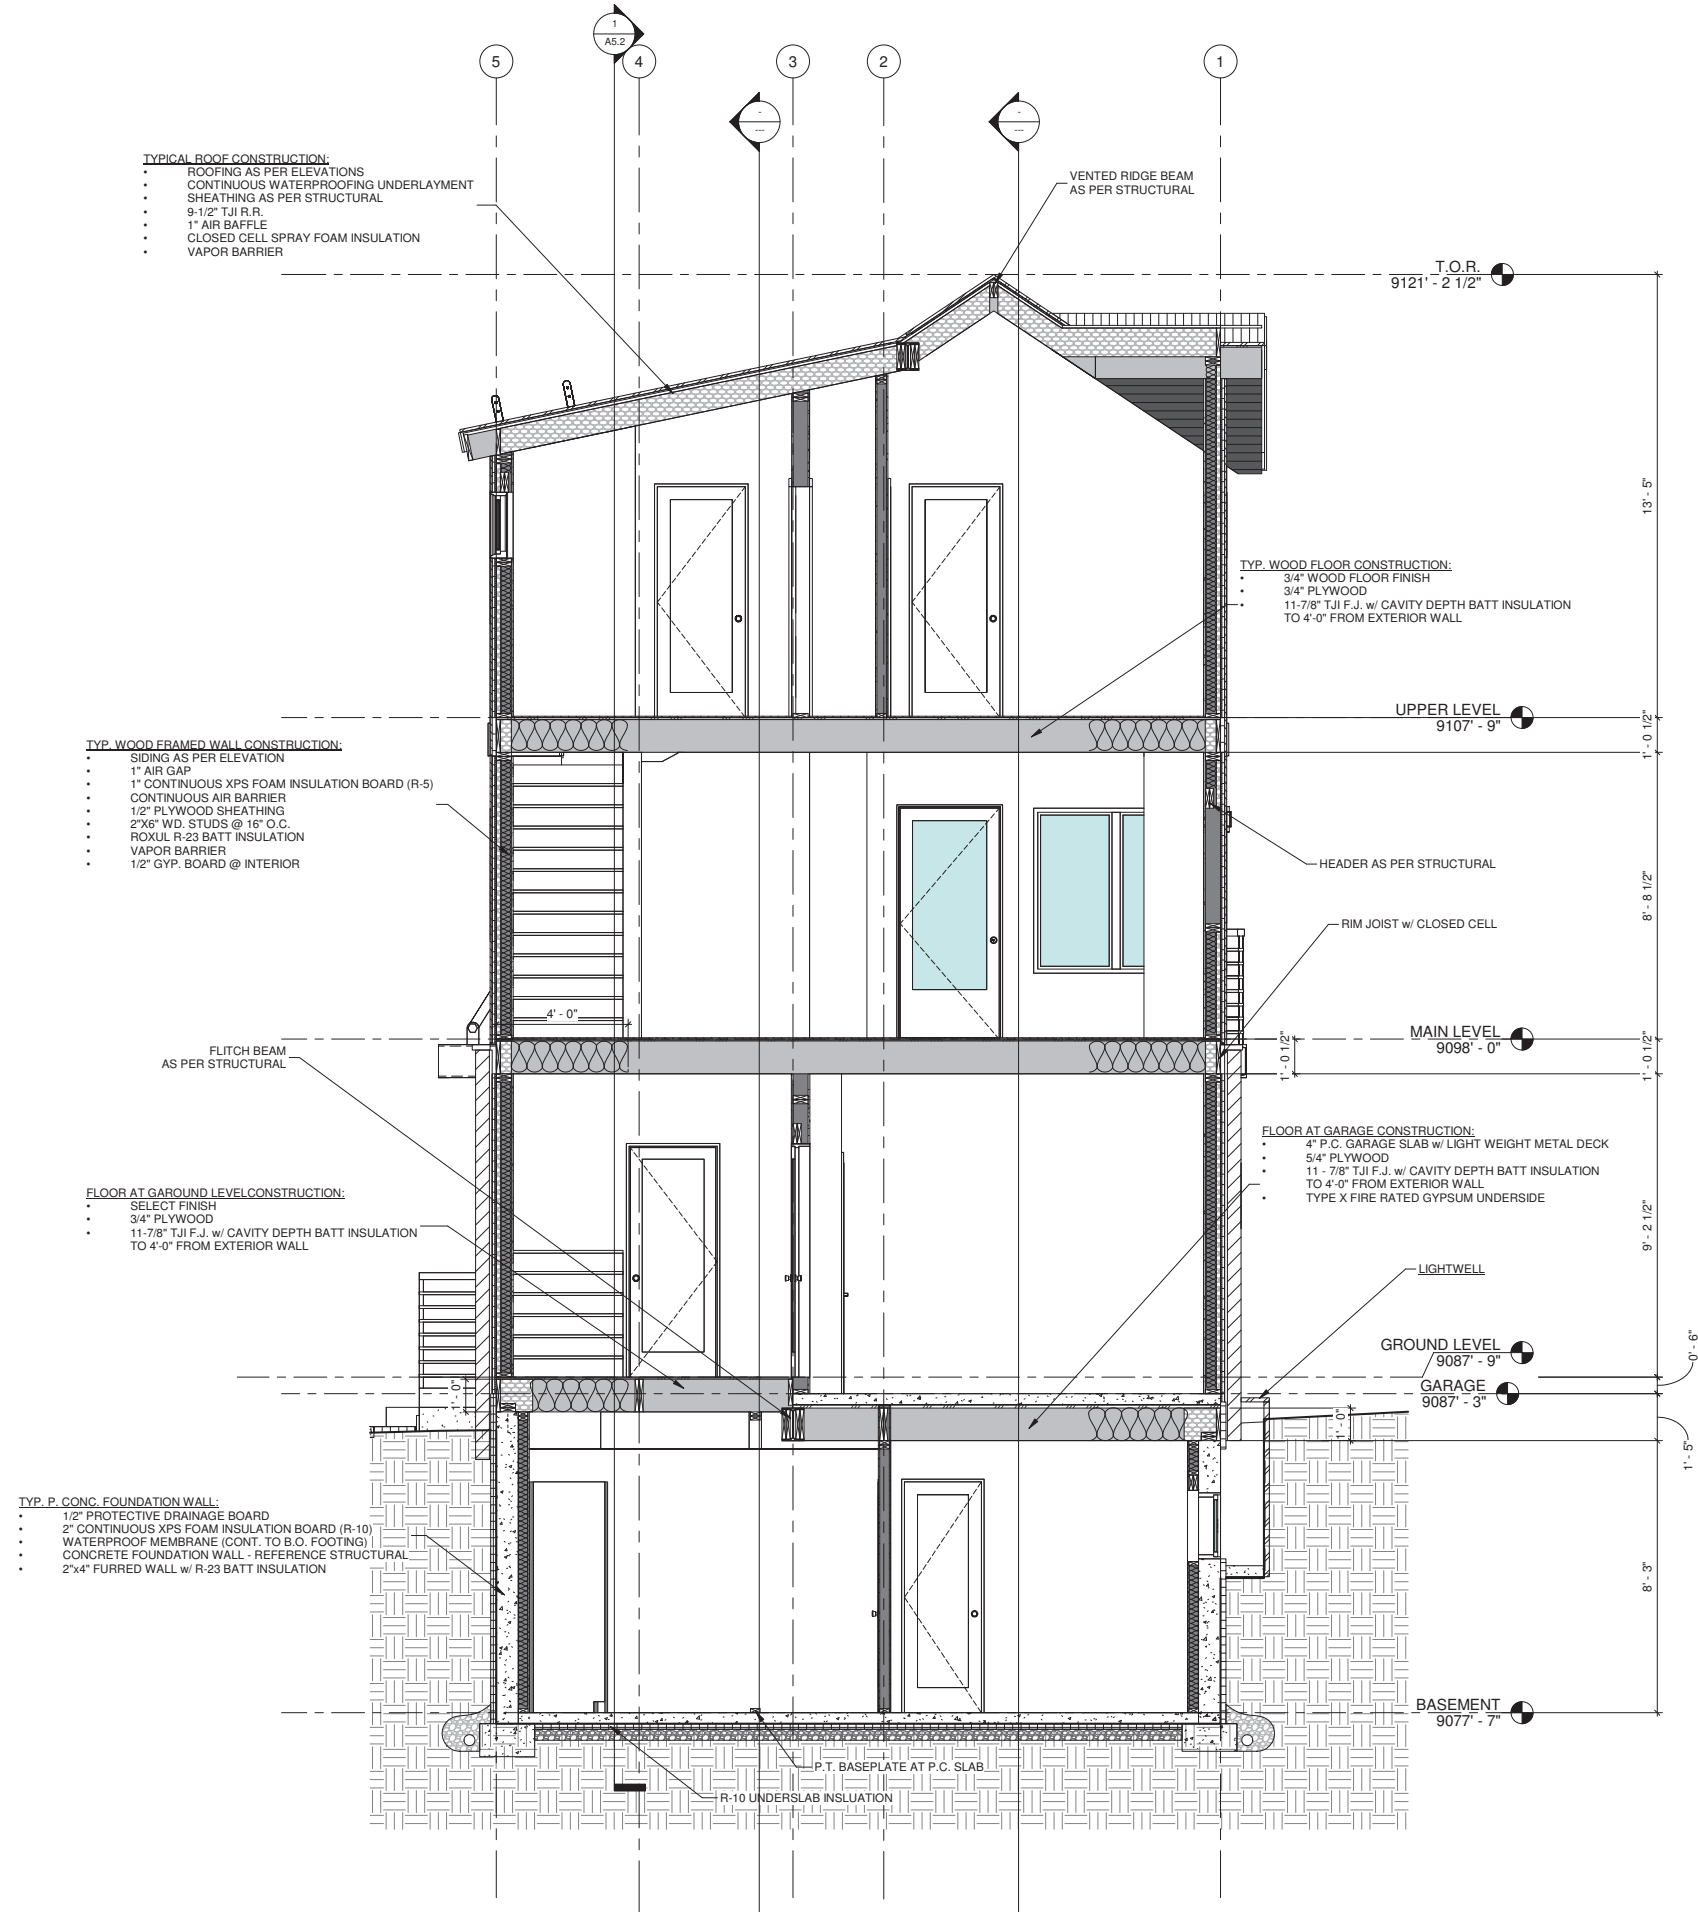 1
A5.2
5
4
3
2
1
-
---
-
---
TYPICAL ROOF CONSTRUCTION:
• ROOFING AS PER ELEVATIONS
• CONTINUOUS WATERPROOFING UNDERLAYMENT
• SHEATHING AS PER STRUCTURAL
• 9-1/2" TJI R.R.
• 1" AIR BAFFLE
• CLOSED CELL SPRAY FOAM INSULATION
• VAPOR BARRIER
VENTED RIDGE BEAM
AS PER STRUCTURAL
T.O.R.
9121' - 2 1/2"
13' - 5"
TYP. WOOD FLOOR CONSTRUCTION:
• 3/4" WOOD FLOOR FINISH
• 3/4" PLYWOOD
• 11-7/8" TJI F.J. w/ CAVITY DEPTH BATT INSULATION
TO 4'-0" FROM EXTERIOR WALL
UPPER LEVEL
9107' - 9"
1' - 0 1/2"
TYP. WOOD FRAMED WALL CONSTRUCTION:
• SIDING AS PER ELEVATION
• 1" AIR GAP
• 1" CONTINUOUS XPS FOAM INSULATION BOARD (R-5)
• CONTINUOUS AIR BARRIER
• 1/2" PLYWOOD SHEATHING
• 2"X6" WD. STUDS @ 16" O.C.
• ROXUL R-23 BATT INSULATION
• VAPOR BARRIER
• 1/2" GYP. BOARD @ INTERIOR
HEADER AS PER STRUCTURAL
8' - 8 1/2"
RIM JOIST w/ CLOSED CELL
4' - 0"
MAIN LEVEL
9098' - 0"
1' - 0 1/2"
1' - 0 1/2"
FLITCH BEAM
AS PER STRUCTURAL
FLOOR AT GARAGE CONSTRUCTION:
• 4" P.C. GARAGE SLAB w/ LIGHT WEIGHT METAL DECK
• 5/4" PLYWOOD
• 11 - 7/8" TJI F.J. w/ CAVITY DEPTH BATT INSULATION
TO 4'-0" FROM EXTERIOR WALL
• TYPE X FIRE RATED GYPSUM UNDERSIDE
FLOOR AT GAROUND LEVELCONSTRUCTION:
• SELECT FINISH
• 3/4" PLYWOOD
• 11-7/8" TJI F.J. w/ CAVITY DEPTH BATT INSULATION
TO 4'-0" FROM EXTERIOR WALL
9' - 2 1/2"
LIGHTWELL
GROUND LEVEL
9087' - 9"
0' - 6"
GARAGE
9087' - 3"
1' - 0"
1' - 0"
1' - 5"
TYP. P. CONC. FOUNDATION WALL:
• 1/2" PROTECTIVE DRAINAGE BOARD
• 2" CONTINUOUS XPS FOAM INSULATION BOARD (R-10)
• WATERPROOF MEMBRANE (CONT. TO B.O. FOOTING)
• CONCRETE FOUNDATION WALL - REFERENCE STRUCTURAL
• 2"x4" FURRED WALL w/ R-23 BATT INSULATION
8' - 3"
BASEMENT
9077' - 7"
P.T. BASEPLATE AT P.C. SLAB
R-10 UNDERSLAB INSLUATION